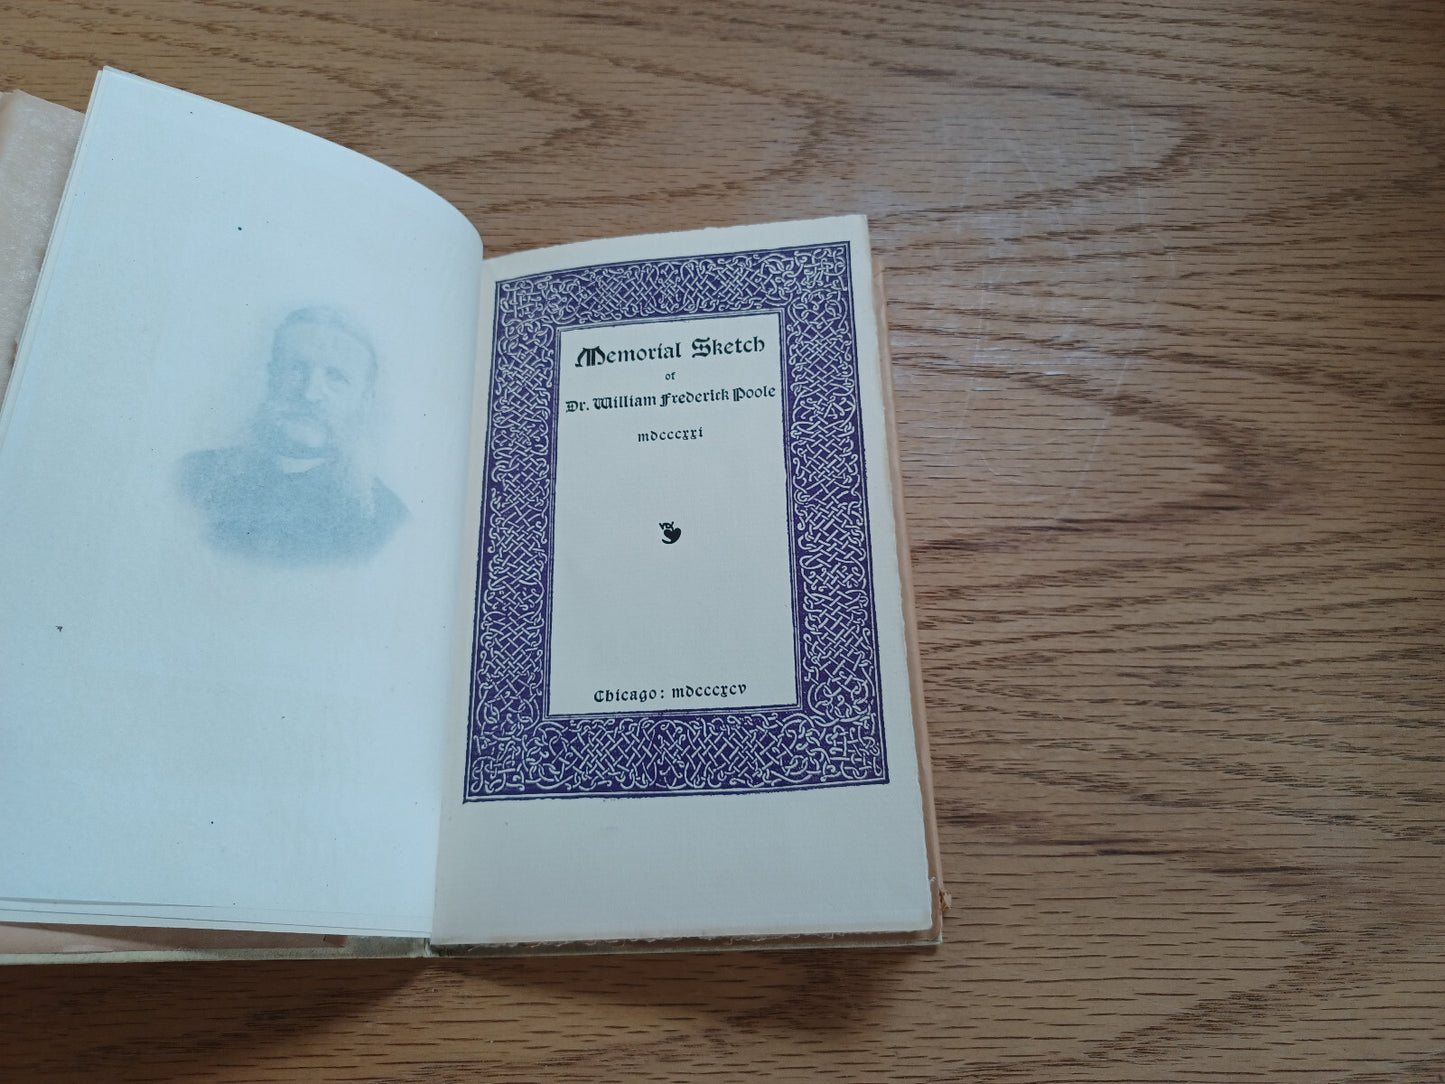 Memorial Sketch
of
Dr. William Frederick Poole
mdcccxxi
Chicago: mdcccxcv